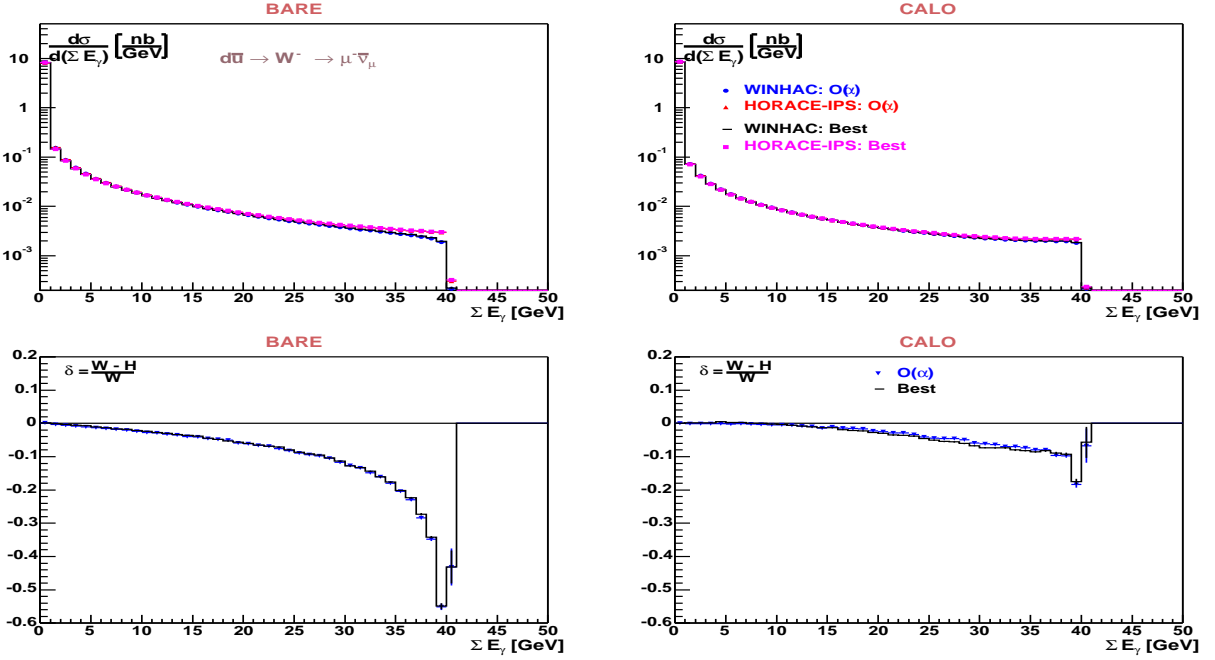 BARE
dσ/d(Σ E_γ) [nb/GeV]
dū → W⁻ → μ⁻ν̄_μ
10
1
10⁻¹
10⁻²
10⁻³
0 5 10 15 20 25 30 35 40 45 50
Σ E_γ [GeV]
CALO
dσ/d(Σ E_γ) [nb/GeV]
WINHAC: O(α)
HORACE-IPS: O(α)
WINHAC: Best
HORACE-IPS: Best
10
1
10⁻¹
10⁻²
10⁻³
0 5 10 15 20 25 30 35 40 45 50
Σ E_γ [GeV]
BARE
δ = W - H/W
0.2
0.1
0
-0.1
-0.2
-0.3
-0.4
-0.5
-0.6
0 5 10 15 20 25 30 35 40 45 50
Σ E_γ [GeV]
CALO
δ = W - H/W
O(α)
Best
0.2
0.1
0
-0.1
-0.2
-0.3
-0.4
-0.5
-0.6
0 5 10 15 20 25 30 35 40 45 50
Σ E_γ [GeV]